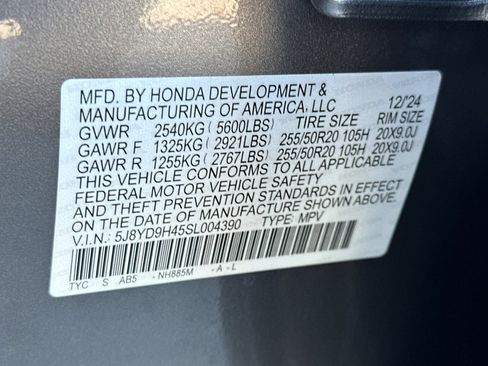 MFD. BY HONDA DEVELOPMENT &
MANUFACTURING OF AMERICA, LLC 12/'24
GVWR 2540KG ( 5600LBS) TIRE SIZE RIM SIZE
GAWR F 1325KG ( 2921LBS) 255/50R20 105H 20X9.0J
GAWR R 1255KG ( 2767LBS) 255/50R20 105H 20X9.0J
THIS VEHICLE CONFORMS TO ALL APPLICABLE
FEDERAL MOTOR VEHICLE SAFETY
AND THEFT PREVENTION STANDARDS IN EFFECT
ON THE DATE OF MANUFACTURE SHOWN ABOVE.
V.I.N.: 5J8YD9H45SL004390 TYPE: MPV
TYC S AB5 - NH885M - A - L